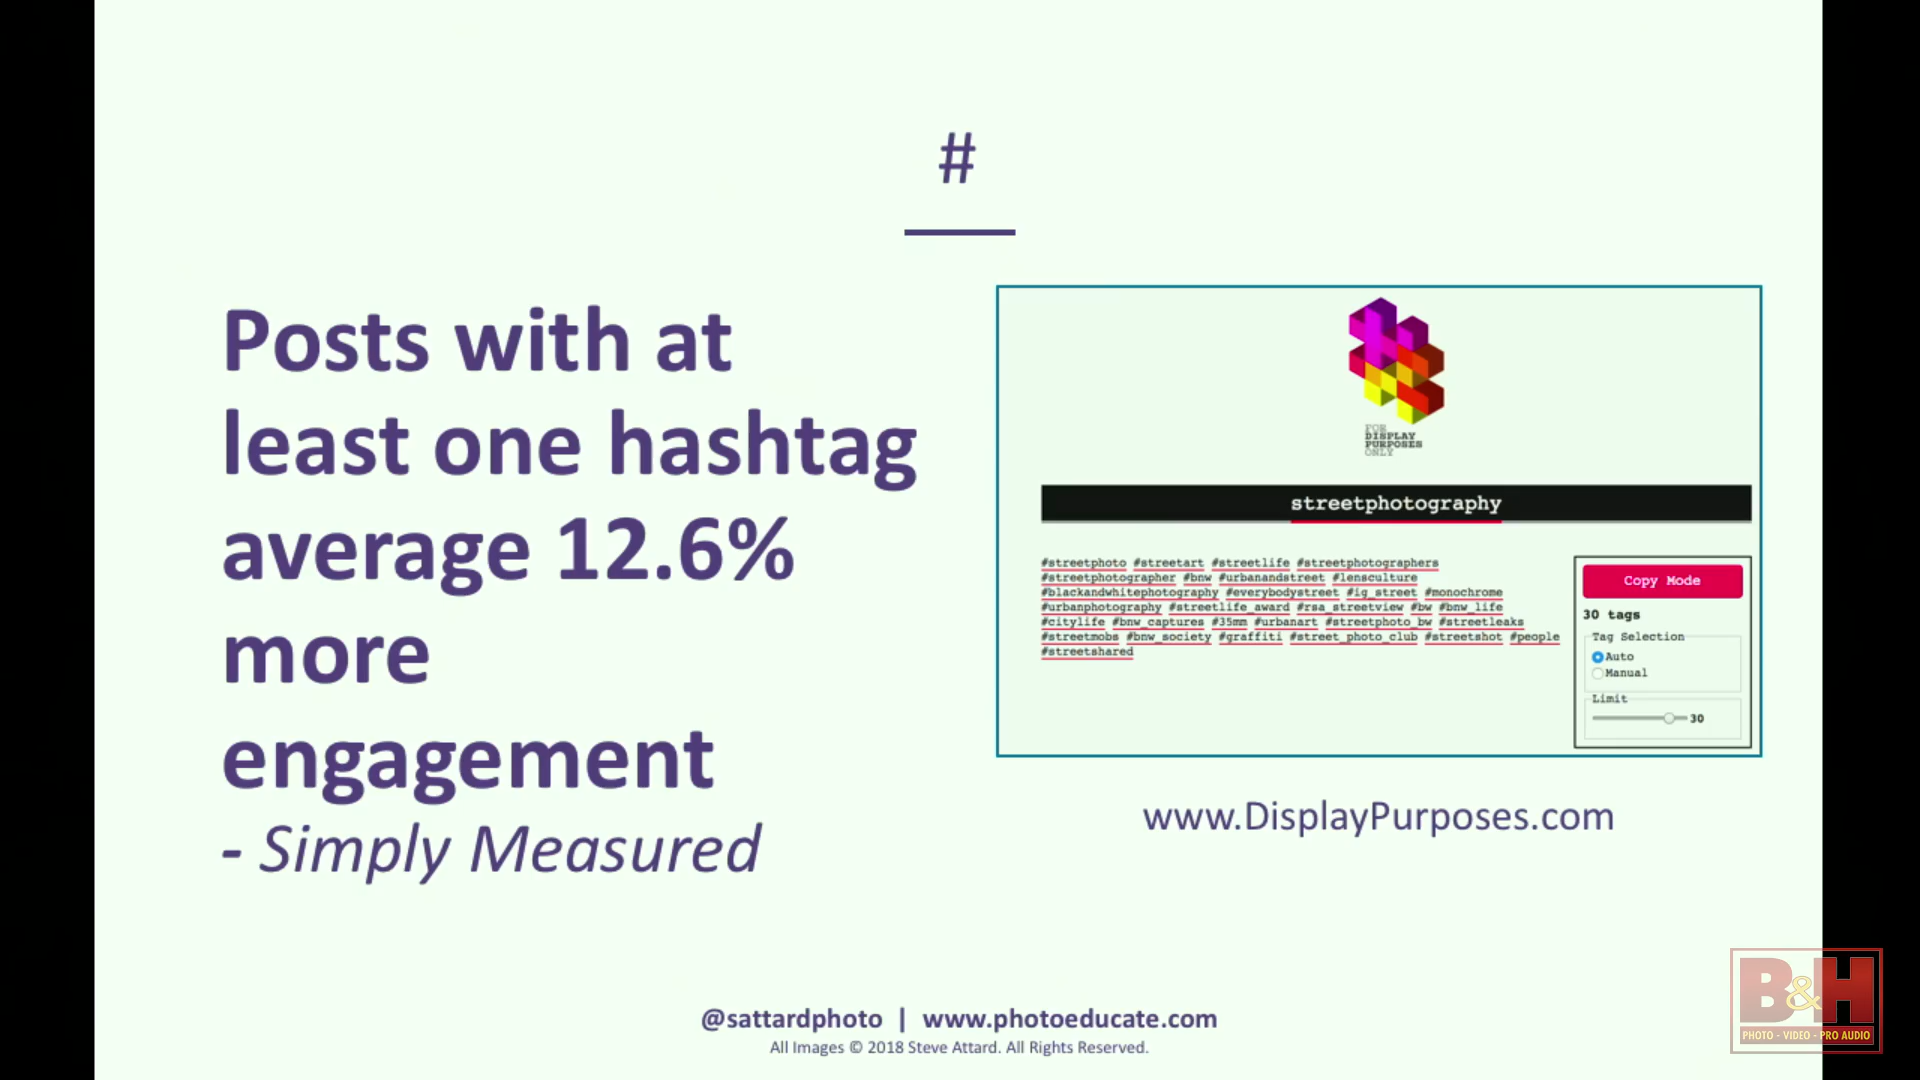 #
Posts with at
least one hashtag
average 12.6%
more
engagement
- Simply Measured
FOR
DISPLAY
PURPOSES
ONLY
streetphotography
#streetphoto #streetart #streetlife #streetphotographers
#streetphotographer #bnw #urbanandstreet #lensculture
#blackandwhitephotography #everybodystreet #ig_street #monochrome
#urbanphotography #streetlife_award #rsa_streetview #bw #bnw_life
#citylife #bnw_captures #35mm #urbanart #streetphoto_bw #streetleaks
#streetmobs #bnw_society #graffiti #street_photo_club #streetshot #people
#streetshared
Copy Mode
30 tags
Tag Selection
Auto
Manual
Limit
30
www.DisplayPurposes.com
@sattardphoto | www.photoeducate.com
All Images © 2018 Steve Attard. All Rights Reserved.
B&H
PHOTO - VIDEO - PRO AUDIO